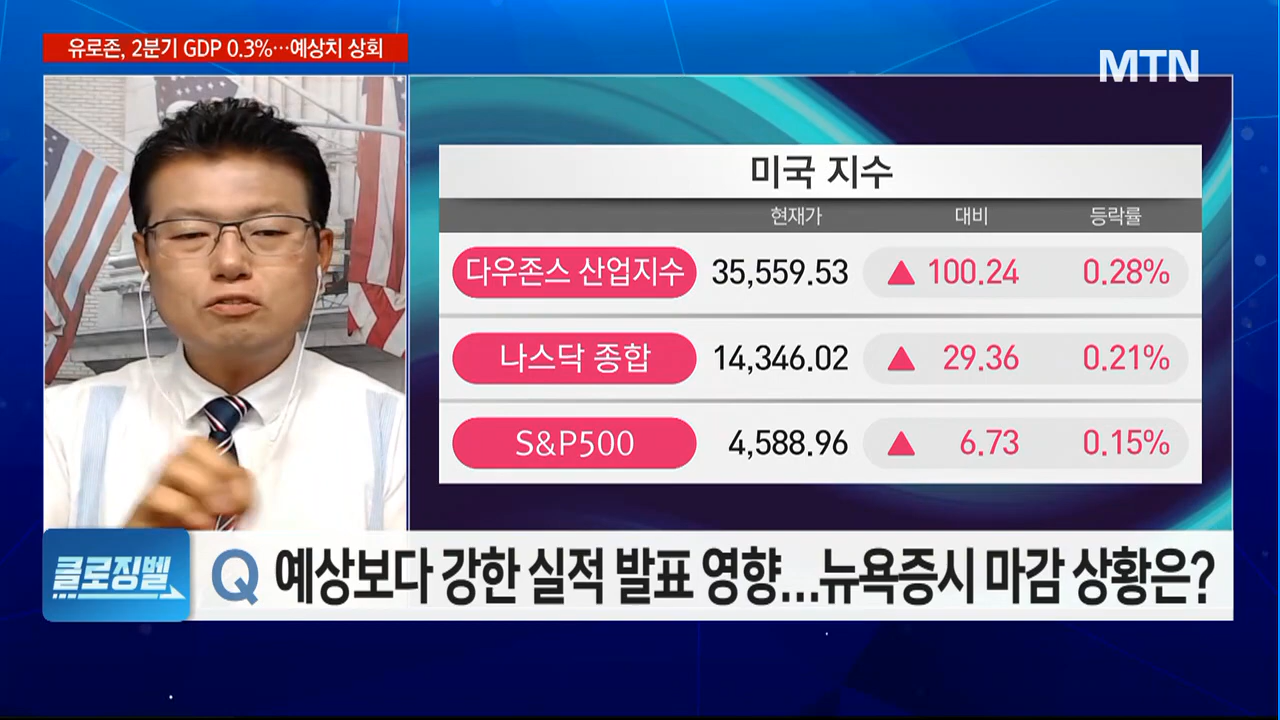 유로존, 2분기 GDP 0.3%…예상치 상회
MTN
미국 지수
현재가 대비 등락률
다우존스 산업지수 35,559.53 ▲ 100.24 0.28%
나스닥 종합 14,346.02 ▲ 29.36 0.21%
S&P500 4,588.96 ▲ 6.73 0.15%
클로징벨
Q 예상보다 강한 실적 발표 영향...뉴욕증시 마감 상황은?